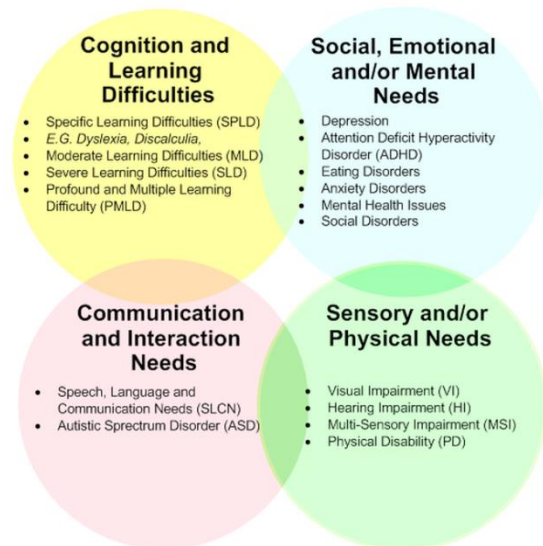 Cognition and
Learning
Difficulties
• Specific Learning Difficulties (SPLD)
• E.G. Dyslexia, Discalculia,
• Moderate Learning Difficulties (MLD)
• Severe Learning Difficulties (SLD)
• Profound and Multiple Learning
Difficulty (PMLD)
Social, Emotional
and/or Mental
Needs
• Depression
• Attention Deficit Hyperactivity
Disorder (ADHD)
• Eating Disorders
• Anxiety Disorders
• Mental Health Issues
• Social Disorders
Communication
and Interaction
Needs
• Speech, Language and
Communication Needs (SLCN)
• Autistic Spectrum Disorder (ASD)
Sensory and/or
Physical Needs
• Visual Impairment (VI)
• Hearing Impairment (HI)
• Multi-Sensory Impairment (MSI)
• Physical Disability (PD)